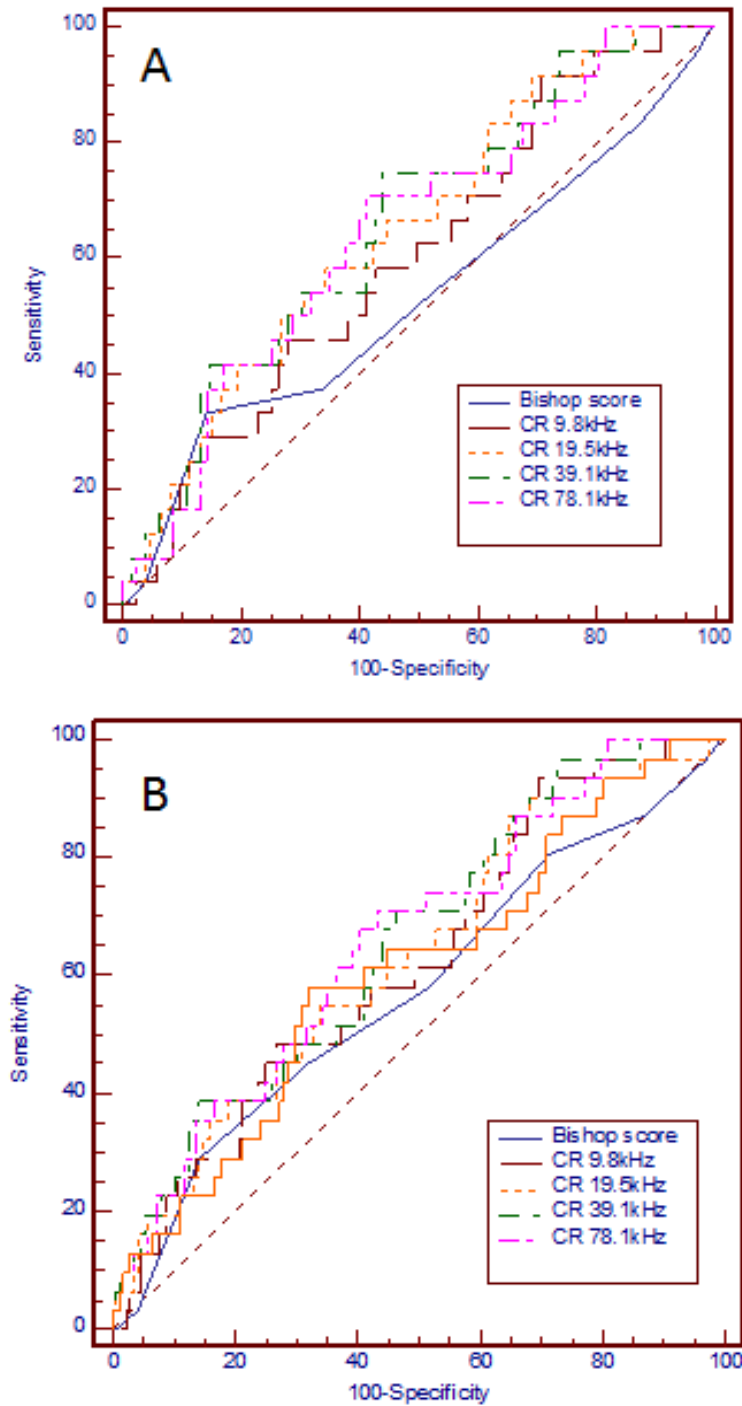 A
100
80
60
40
20
0
Sensitivity
Bishop score
CR 9.8kHz
CR 19.5kHz
CR 39.1kHz
CR 78.1kHz
0 20 40 60 80 100
100-Specificity
B
100
80
60
40
20
0
Sensitivity
Bishop score
CR 9.8kHz
CR 19.5kHz
CR 39.1kHz
CR 78.1kHz
0 20 40 60 80 100
100-Specificity